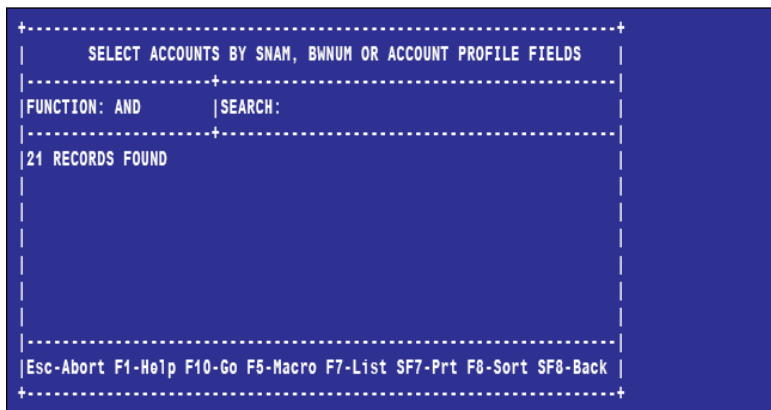 SELECT ACCOUNTS BY SNAM, BWNUM OR ACCOUNT PROFILE FIELDS
FUNCTION: AND |SEARCH:
21 RECORDS FOUND
Esc-Abort F1-Help F10-Go F5-Macro F7-List SF7-Prt F8-Sort SF8-Back